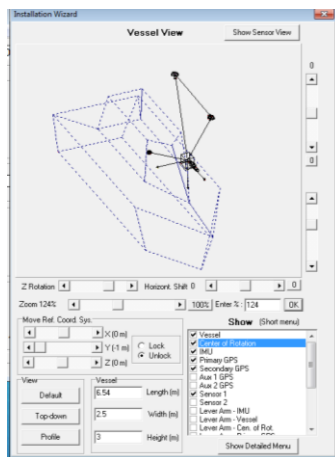 Installation Wizard
Vessel View
Show Sensor View
0
0
Z Rotation
Horizont. Shift 0
0
Zoom 124%
100%
Enter % :
124
OK
Move Ref. Coord. Sys.
X (0 m)
Y (-1 m)
Z (0 m)
Lock
Unlock
Show (Short menu)
Vessel
Center of Rotation
IMU
Primary GPS
Secondary GPS
Aux 1 GPS
Aux 2 GPS
Sensor 1
Sensor 2
Lever Arm - IMU
Lever Arm - Vessel
Lever Arm - Cen. of Rot.
View
Default
Top-down
Profile
Vessel
6.54 Length (m)
2.5 Width (m)
3 Height (m)
Show Detailed Menu